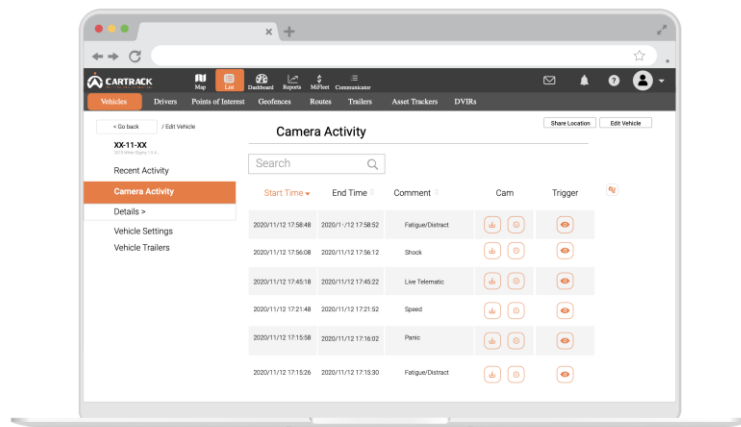 CARTRACK
Map List Dashboard Reports MiFleet Communicator
Vehicles Drivers Points of Interest Geofences Routes Trailers Asset Trackers DVIRs
< Go back / Edit Vehicle
Share Location Edit Vehicle
XX-11-XX
Camera Activity
Recent Activity
Search
Camera Activity
Start Time End Time Comment Cam Trigger
Details >
Vehicle Settings
Vehicle Trailers
2020/11/12 17:58:48 2020/1-/12 17:58:52 Fatigue/Distract
2020/11/12 17:56:08 2020/11/12 17:56:12 Shock
2020/11/12 17:45:18 2020/11/12 17:45:22 Live Telematic
2020/11/12 17:21:48 2020/11/12 17:21:52 Speed
2020/11/12 17:15:58 2020/11/12 17:16:02 Panic
2020/11/12 17:15:26 2020/11/12 17:15:30 Fatigue/Distract